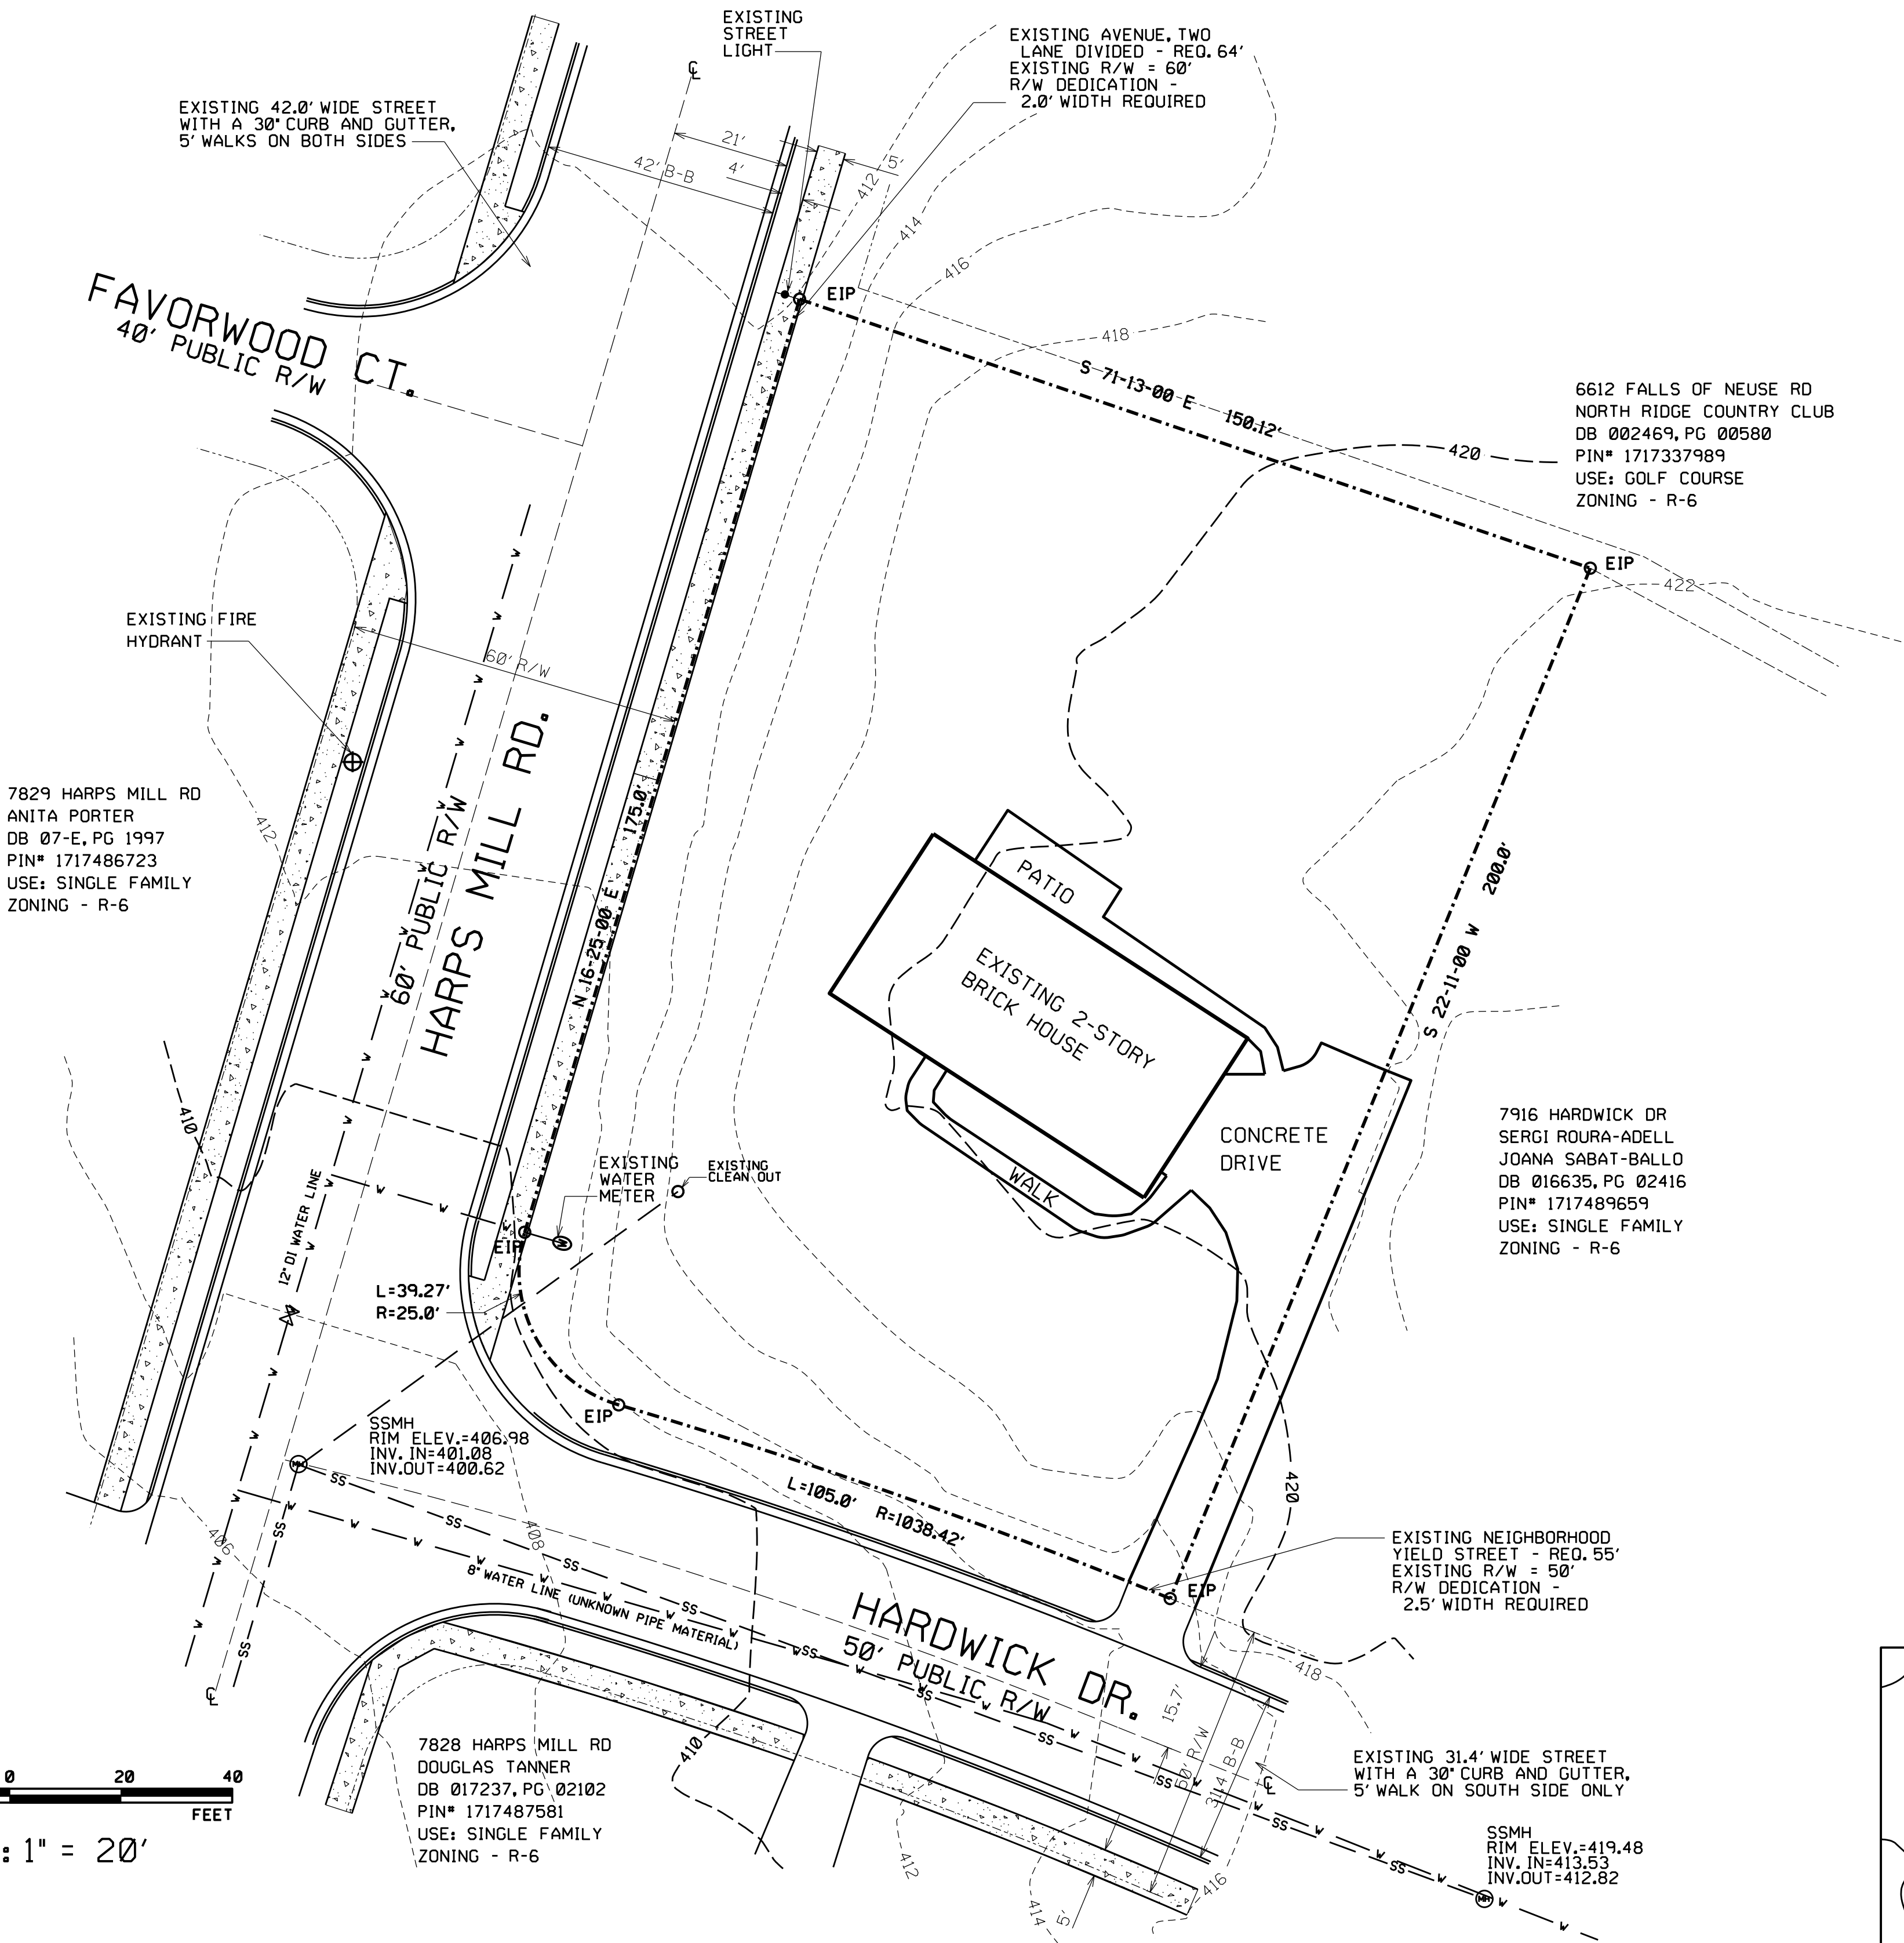 EXISTING
STREET
LIGHT
EXISTING AVENUE, TWO
LANE DIVIDED - REQ. 64'
EXISTING R/W = 60'
R/W DEDICATION -
2.0' WIDTH REQUIRED
EXISTING 42.0' WIDE STREET
WITH A 30" CURB AND GUTTER,
5' WALKS ON BOTH SIDES
21'
42' B-B
4'
5'
412
414
416
418
EIP
FAVORWOOD CT.
40' PUBLIC R/W
S 71-13-00 E 150.12'
420
6612 FALLS OF NEUSE RD
NORTH RIDGE COUNTRY CLUB
DB 002469, PG 00580
PIN# 1717337989
USE: GOLF COURSE
ZONING - R-6
EIP
422
EXISTING FIRE
HYDRANT
60' R/W
7829 HARPS MILL RD
ANITA PORTER
DB 07-E, PG 1997
PIN# 1717486723
USE: SINGLE FAMILY
ZONING - R-6
412
60' PUBLIC R/W
HARPS MILL RD.
N 16-25-00 E 175.0'
PATIO
EXISTING 2-STORY
BRICK HOUSE
S 22-11-00 W 200.0'
410
CONCRETE
DRIVE
WALK
7916 HARDWICK DR
SERGI ROURA-ADELL
JOANA SABAT-BALLO
DB 016635, PG 02416
PIN# 1717489659
USE: SINGLE FAMILY
ZONING - R-6
EXISTING
WATER
METER
EXISTING
CLEAN OUT
12" DI WATER LINE
EIP
W
L=39.27'
R=25.0'
EIP
SSMH
RIM ELEV.=406.98
INV. IN=401.08
INV.OUT=400.62
MH
SS
406
408
L=105.0' R=1038.42'
420
8" WATER LINE (UNKNOWN PIPE MATERIAL)
EXISTING NEIGHBORHOOD
YIELD STREET - REQ. 55'
EXISTING R/W = 50'
R/W DEDICATION -
2.5' WIDTH REQUIRED
EIP
HARDWICK DR.
50' PUBLIC R/W
418
15.7'
50' R/W
31.4 B-B
7828 HARPS MILL RD
DOUGLAS TANNER
DB 017237, PG 02102
PIN# 1717487581
USE: SINGLE FAMILY
ZONING - R-6
410
412
414
5'
416
EXISTING 31.4' WIDE STREET
WITH A 30" CURB AND GUTTER,
5' WALK ON SOUTH SIDE ONLY
SSMH
RIM ELEV.=419.48
INV. IN=413.53
INV.OUT=412.82
MH
0 20 40
FEET
: 1" = 20'